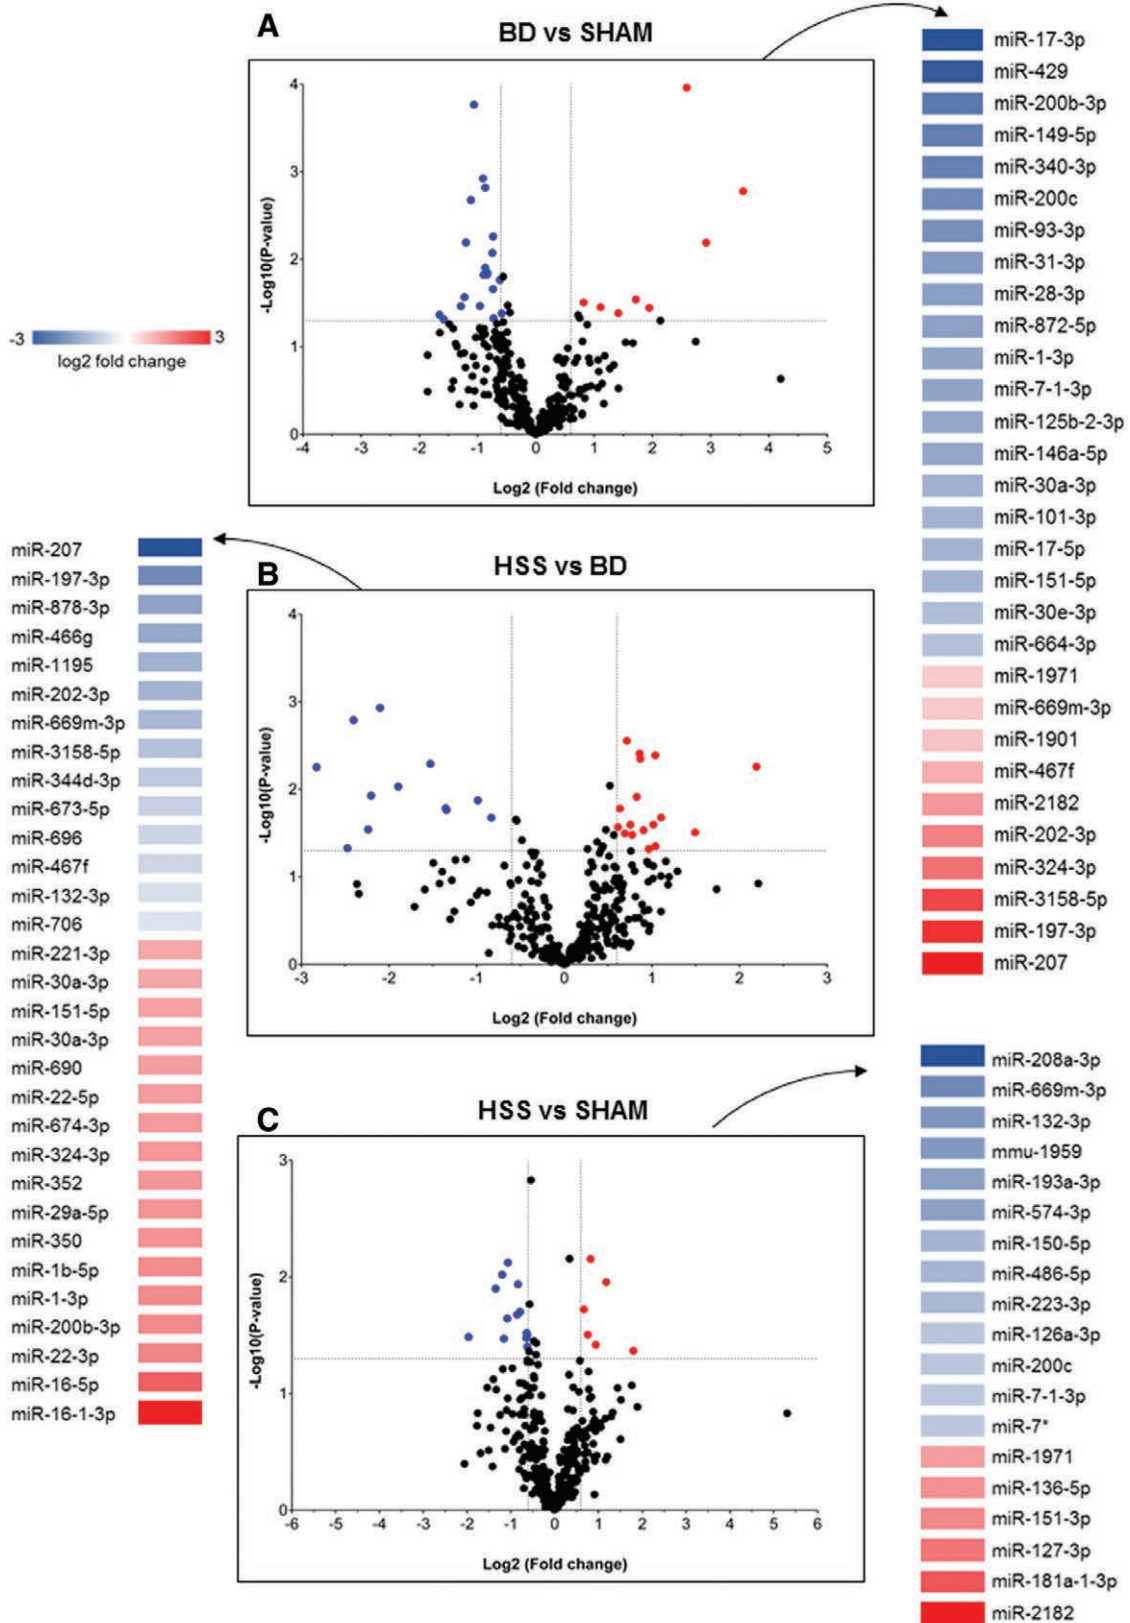 A
BD vs SHAM
4
3
2
1
0
-Log10(P-value)
-4 -3 -2 -1 0 1 2 3 4 5
Log2 (Fold change)
-3 3
log2 fold change
miR-17-3p
miR-429
miR-200b-3p
miR-149-5p
miR-340-3p
miR-200c
miR-93-3p
miR-31-3p
miR-28-3p
miR-872-5p
miR-1-3p
miR-7-1-3p
miR-125b-2-3p
miR-146a-5p
miR-30a-3p
miR-101-3p
miR-17-5p
miR-151-5p
miR-30e-3p
miR-664-3p
miR-1971
miR-669m-3p
miR-1901
miR-467f
miR-2182
miR-202-3p
miR-324-3p
miR-3158-5p
miR-197-3p
miR-207
B
HSS vs BD
4
3
2
1
0
-Log10(P-value)
-3 -2 -1 0 1 2 3
Log2 (Fold change)
miR-207
miR-197-3p
miR-878-3p
miR-466g
miR-1195
miR-202-3p
miR-669m-3p
miR-3158-5p
miR-344d-3p
miR-673-5p
miR-696
miR-467f
miR-132-3p
miR-706
miR-221-3p
miR-30a-3p
miR-151-5p
miR-30a-3p
miR-690
miR-22-5p
miR-674-3p
miR-324-3p
miR-352
miR-29a-5p
miR-350
miR-1b-5p
miR-1-3p
miR-200b-3p
miR-22-3p
miR-16-5p
miR-16-1-3p
C
HSS vs SHAM
3
2
1
0
-Log10(P-value)
-6 -5 -4 -3 -2 -1 0 1 2 3 4 5 6
Log2 (Fold change)
miR-208a-3p
miR-669m-3p
miR-132-3p
mmu-1959
miR-193a-3p
miR-574-3p
miR-150-5p
miR-486-5p
miR-223-3p
miR-126a-3p
miR-200c
miR-7-1-3p
miR-7*
miR-1971
miR-136-5p
miR-151-3p
miR-127-3p
miR-181a-1-3p
miR-2182